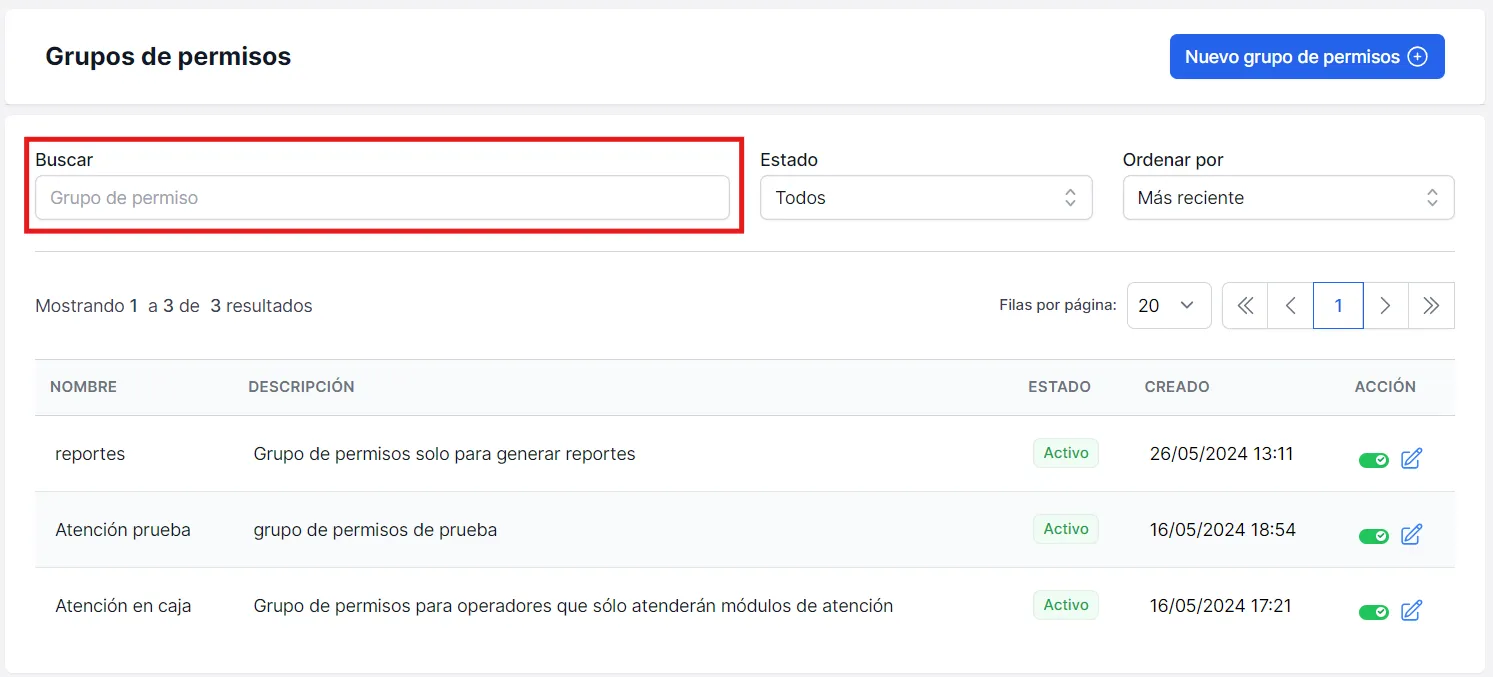 Grupos de permisos
Nuevo grupo de permisos
Buscar
Estado
Ordenar por
Grupo de permiso
Todos
Más reciente
Mostrando 1 a 3 de 3 resultados
Filas por página:
20
1
NOMBRE DESCRIPCIÓN ESTADO CREADO ACCIÓN
reportes Grupo de permisos solo para generar reportes Activo 26/05/2024 13:11
Atención prueba grupo de permisos de prueba Activo 16/05/2024 18:54
Atención en caja Grupo de permisos para operadores que sólo atenderán módulos de atención Activo 16/05/2024 17:21